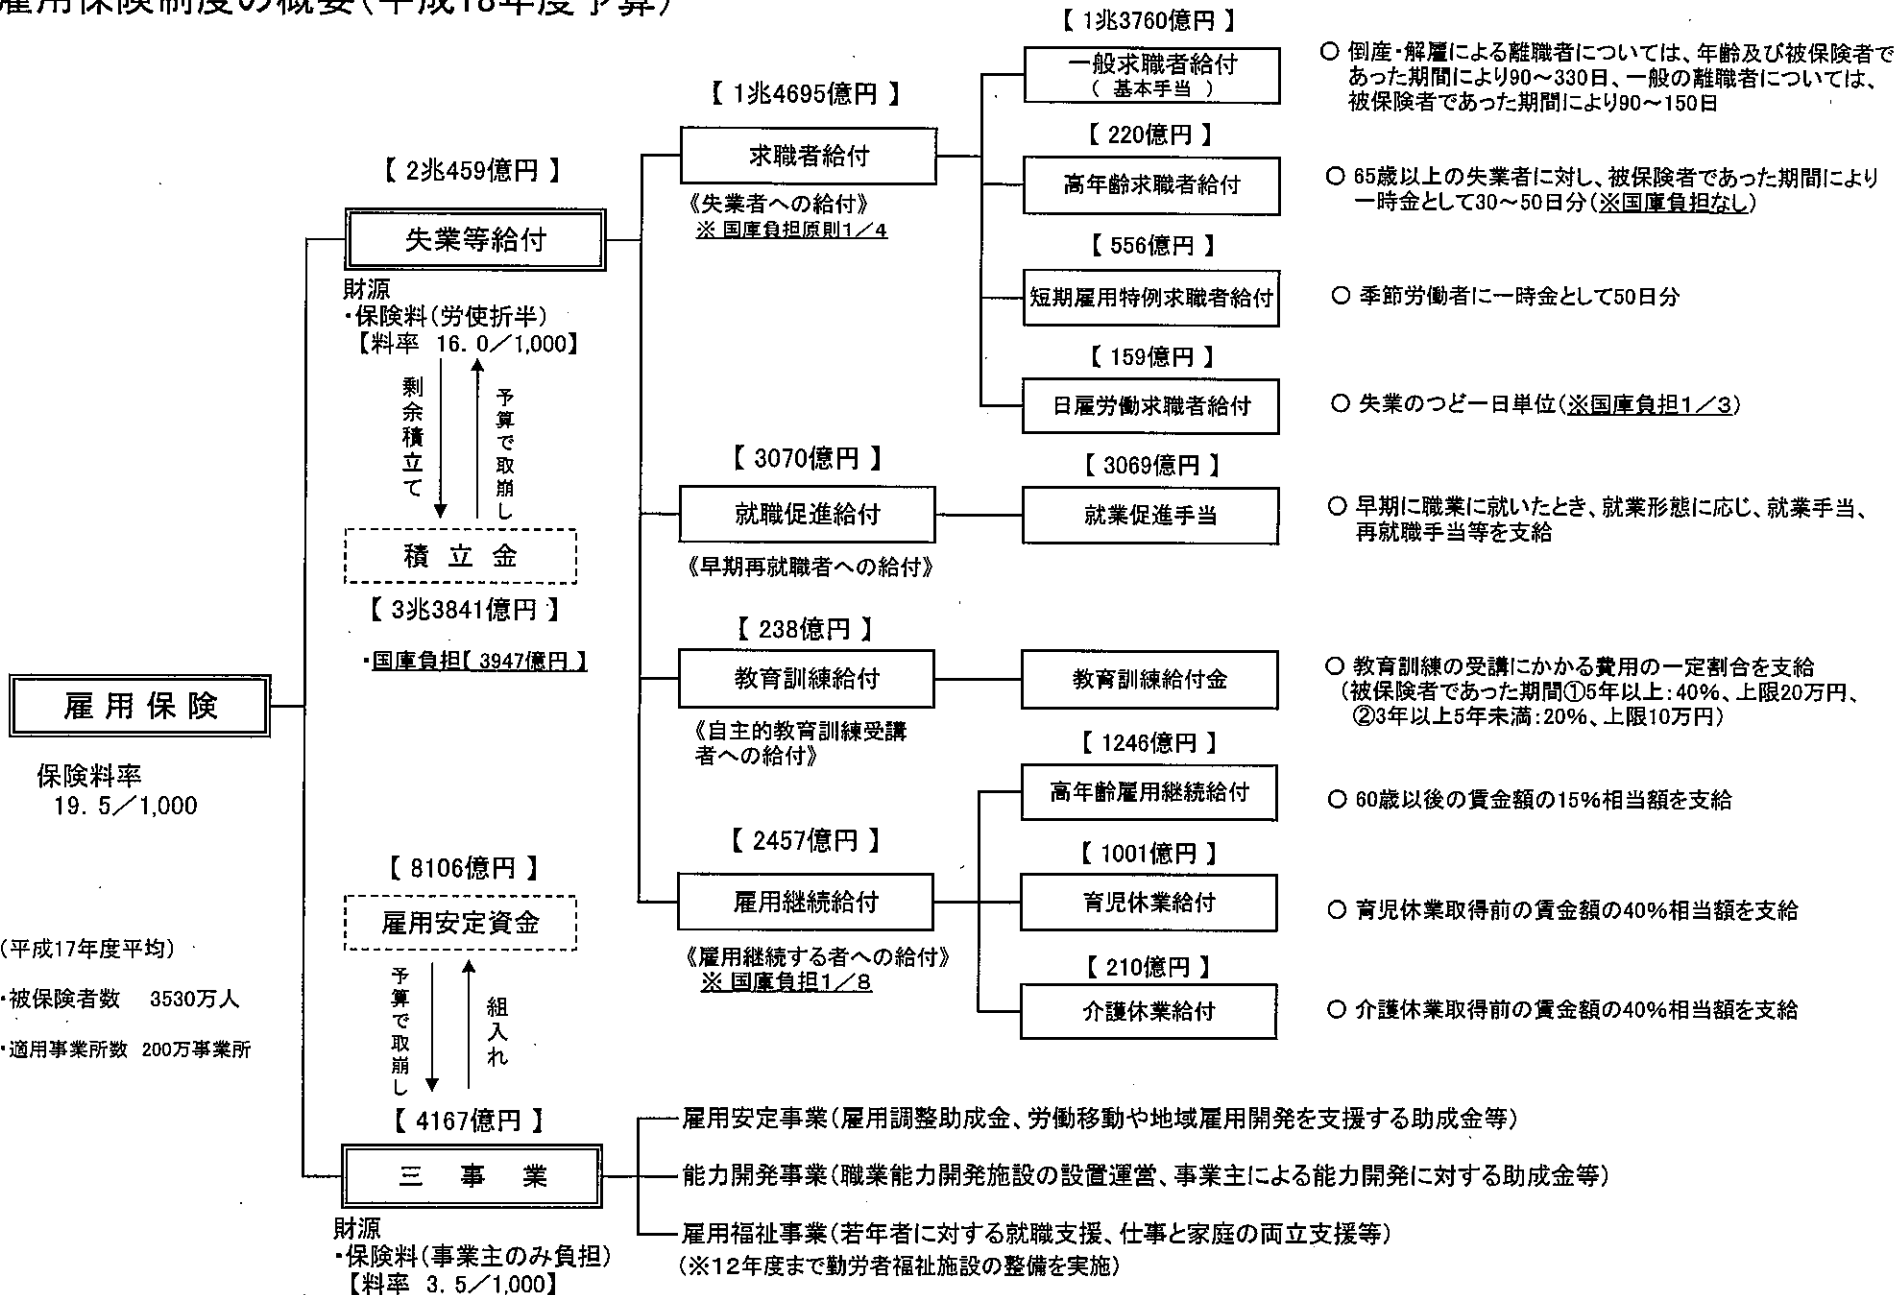 雇用保険制度の概要(平成18年度予算)
雇用保険
保険料率
19.5/1,000
(平成17年度平均)
・被保険者数 3530万人
・適用事業所数 200万事業所
【 2兆459億円 】
失業等給付
財源
・保険料(労使折半)
【料率 16.0/1,000】
剰余積立て
予算で取崩し
積立金
【 3兆3841億円 】
・国庫負担【 3947億円 】
【 8106億円 】
雇用安定資金
予算で取崩し
組入れ
【 4167億円 】
三事業
財源
・保険料(事業主のみ負担)
【料率 3.5/1,000】
【 1兆4695億円 】
求職者給付
《失業者への給付》
※ 国庫負担原則1/4
【 1兆3760億円 】
一般求職者給付
( 基本手当 )
○ 倒産・解雇による離職者については、年齢及び被保険者で
あった期間により90~330日、一般の離職者については、
被保険者であった期間により90~150日
【 220億円 】
高年齢求職者給付
○ 65歳以上の失業者に対し、被保険者であった期間により
一時金として30~50日分(※国庫負担なし)
【 556億円 】
短期雇用特例求職者給付
○ 季節労働者に一時金として50日分
【 159億円 】
日雇労働求職者給付
○ 失業のつど一日単位(※国庫負担1/3)
【 3070億円 】
就職促進給付
《早期再就職者への給付》
【 3069億円 】
就業促進手当
○ 早期に職業に就いたとき、就業形態に応じ、就業手当、
再就職手当等を支給
【 238億円 】
教育訓練給付
《自主的教育訓練受講
者への給付》
教育訓練給付金
○ 教育訓練の受講にかかる費用の一定割合を支給
(被保険者であった期間①5年以上:40%、上限20万円、
②3年以上5年未満:20%、上限10万円)
【 2457億円 】
雇用継続給付
《雇用継続する者への給付》
※ 国庫負担1/8
【 1246億円 】
高年齢雇用継続給付
○ 60歳以後の賃金額の15%相当額を支給
【 1001億円 】
育児休業給付
○ 育児休業取得前の賃金額の40%相当額を支給
【 210億円 】
介護休業給付
○ 介護休業取得前の賃金額の40%相当額を支給
雇用安定事業(雇用調整助成金、労働移動や地域雇用開発を支援する助成金等)
能力開発事業(職業能力開発施設の設置運営、事業主による能力開発に対する助成金等)
雇用福祉事業(若年者に対する就職支援、仕事と家庭の両立支援等)
(※12年度まで勤労者福祉施設の整備を実施)